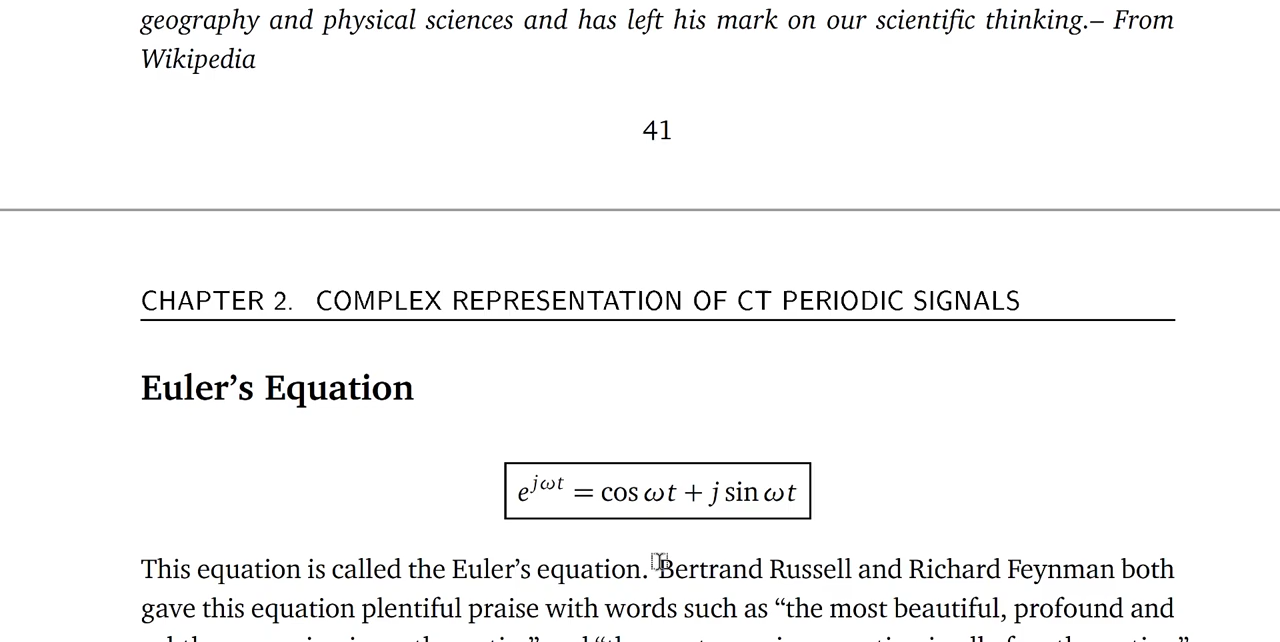 geography and physical sciences and has left his mark on our scientific thinking.– From
Wikipedia
41
CHAPTER 2. COMPLEX REPRESENTATION OF CT PERIODIC SIGNALS
Euler’s Equation
e^{jωt} = cos ωt + j sin ωt
This equation is called the Euler’s equation. Bertrand Russell and Richard Feynman both
gave this equation plentiful praise with words such as “the most beautiful, profound and